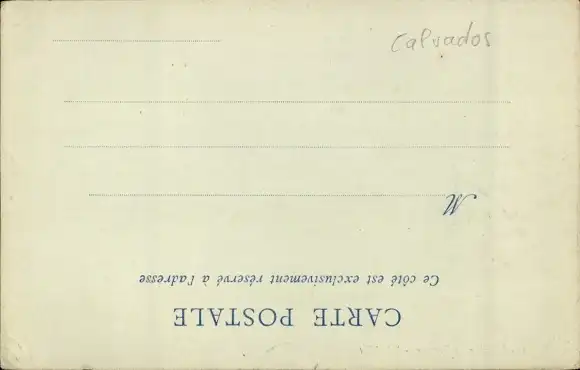 CARTE POSTALE
Ce côté est exclusivement réservé à l'adresse
M
Calvados